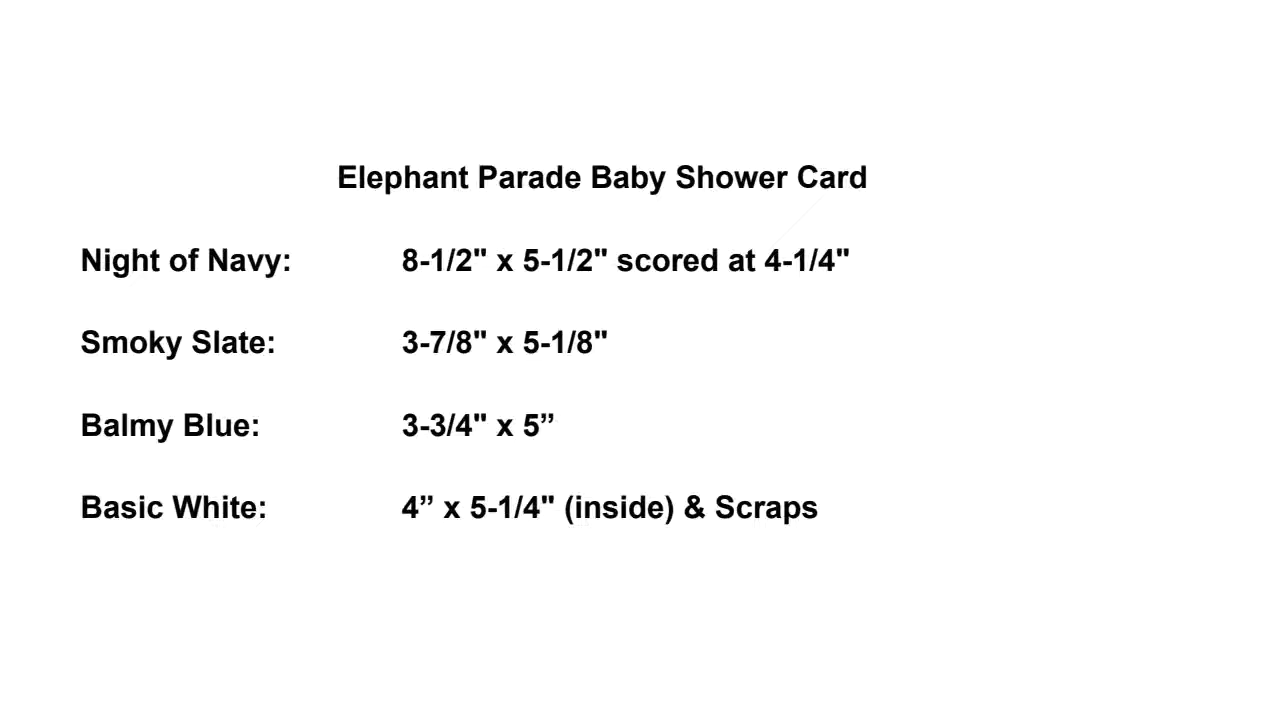 Elephant Parade Baby Shower Card
Night of Navy: 8-1/2" x 5-1/2" scored at 4-1/4"
Smoky Slate: 3-7/8" x 5-1/8"
Balmy Blue: 3-3/4" x 5”
Basic White: 4” x 5-1/4" (inside) & Scraps